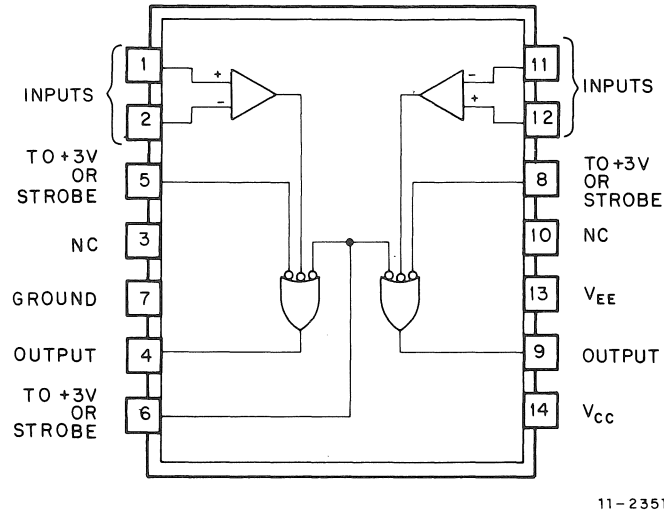 1
11
INPUTS
+
-
-
+
INPUTS
2
12
TO +3V
OR
STROBE
5
8
TO +3V
OR
STROBE
NC
3
10
NC
GROUND
7
13
VEE
OUTPUT
4
9
OUTPUT
TO +3V
OR
STROBE
6
14
VCC
11-2351